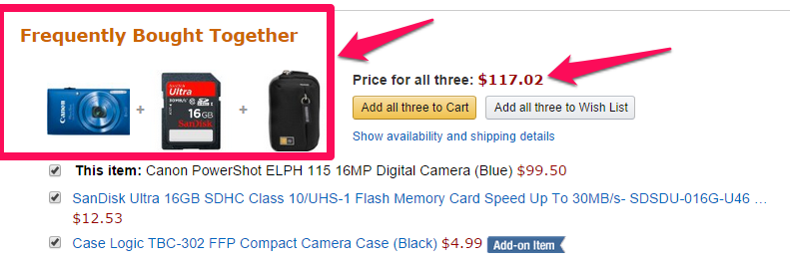 Frequently Bought Together
Canon
SanDisk
Ultra
16GB
SanDisk
Price for all three: $117.02
Add all three to Cart
Add all three to Wish List
Show availability and shipping details
This item: Canon PowerShot ELPH 115 16MP Digital Camera (Blue) $99.50
SanDisk Ultra 16GB SDHC Class 10/UHS-1 Flash Memory Card Speed Up To 30MB/s- SDSDU-016G-U46 …
$12.53
Case Logic TBC-302 FFP Compact Camera Case (Black) $4.99 Add-on Item